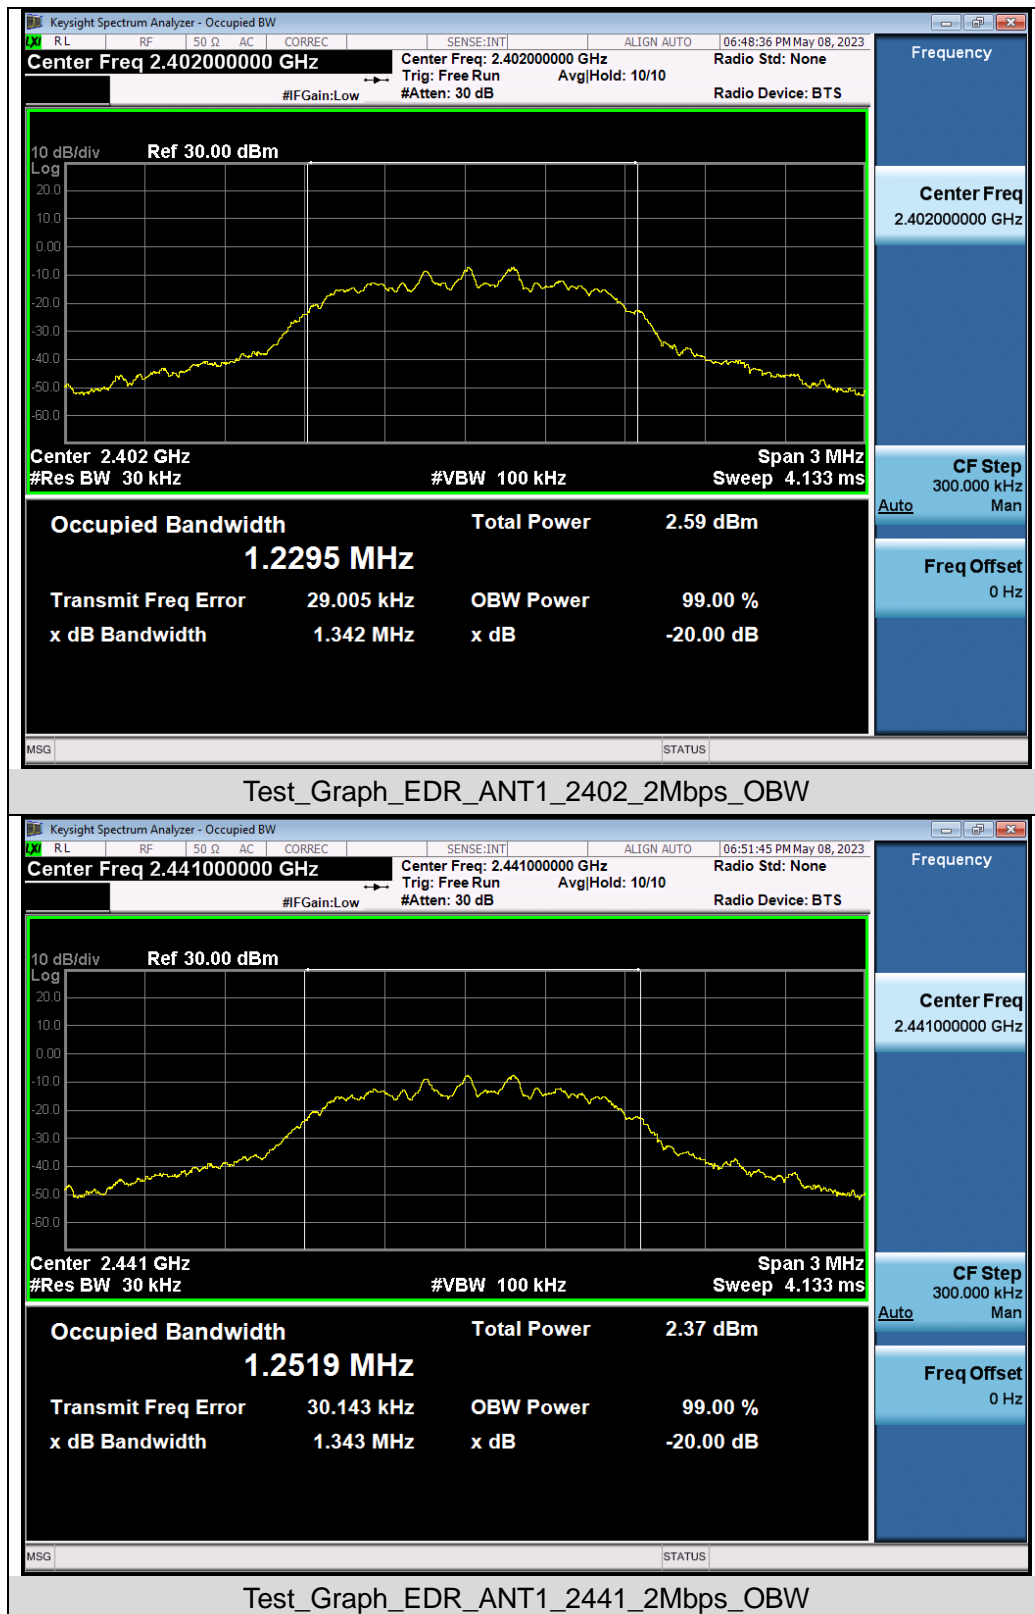 Keysight Spectrum Analyzer - Occupied BW
LXI RL RF 50 Ω AC CORREC SENSE:INT ALIGN AUTO 06:48:36 PM May 08, 2023
Center Freq 2.402000000 GHz
Center Freq: 2.402000000 GHz Radio Std: None
Trig: Free Run Avg|Hold: 10/10
#IFGain:Low #Atten: 30 dB Radio Device: BTS
Frequency
10 dB/div Ref 30.00 dBm
Log
20.0
10.0
0.00
-10.0
-20.0
-30.0
-40.0
-50.0
-60.0
Center Freq
2.402000000 GHz
Center 2.402 GHz Span 3 MHz
#Res BW 30 kHz #VBW 100 kHz Sweep 4.133 ms
CF Step
300.000 kHz
Auto Man
Occupied Bandwidth Total Power 2.59 dBm
1.2295 MHz
Freq Offset
0 Hz
Transmit Freq Error 29.005 kHz OBW Power 99.00 %
x dB Bandwidth 1.342 MHz x dB -20.00 dB
MSG STATUS
Test_Graph_EDR_ANT1_2402_2Mbps_OBW
Keysight Spectrum Analyzer - Occupied BW
LXI RL RF 50 Ω AC CORREC SENSE:INT ALIGN AUTO 06:51:45 PM May 08, 2023
Center Freq 2.441000000 GHz
Center Freq: 2.441000000 GHz Radio Std: None
Trig: Free Run Avg|Hold: 10/10
#IFGain:Low #Atten: 30 dB Radio Device: BTS
Frequency
10 dB/div Ref 30.00 dBm
Log
20.0
10.0
0.00
-10.0
-20.0
-30.0
-40.0
-50.0
-60.0
Center Freq
2.441000000 GHz
Center 2.441 GHz Span 3 MHz
#Res BW 30 kHz #VBW 100 kHz Sweep 4.133 ms
CF Step
300.000 kHz
Auto Man
Occupied Bandwidth Total Power 2.37 dBm
1.2519 MHz
Freq Offset
0 Hz
Transmit Freq Error 30.143 kHz OBW Power 99.00 %
x dB Bandwidth 1.343 MHz x dB -20.00 dB
MSG STATUS
Test_Graph_EDR_ANT1_2441_2Mbps_OBW